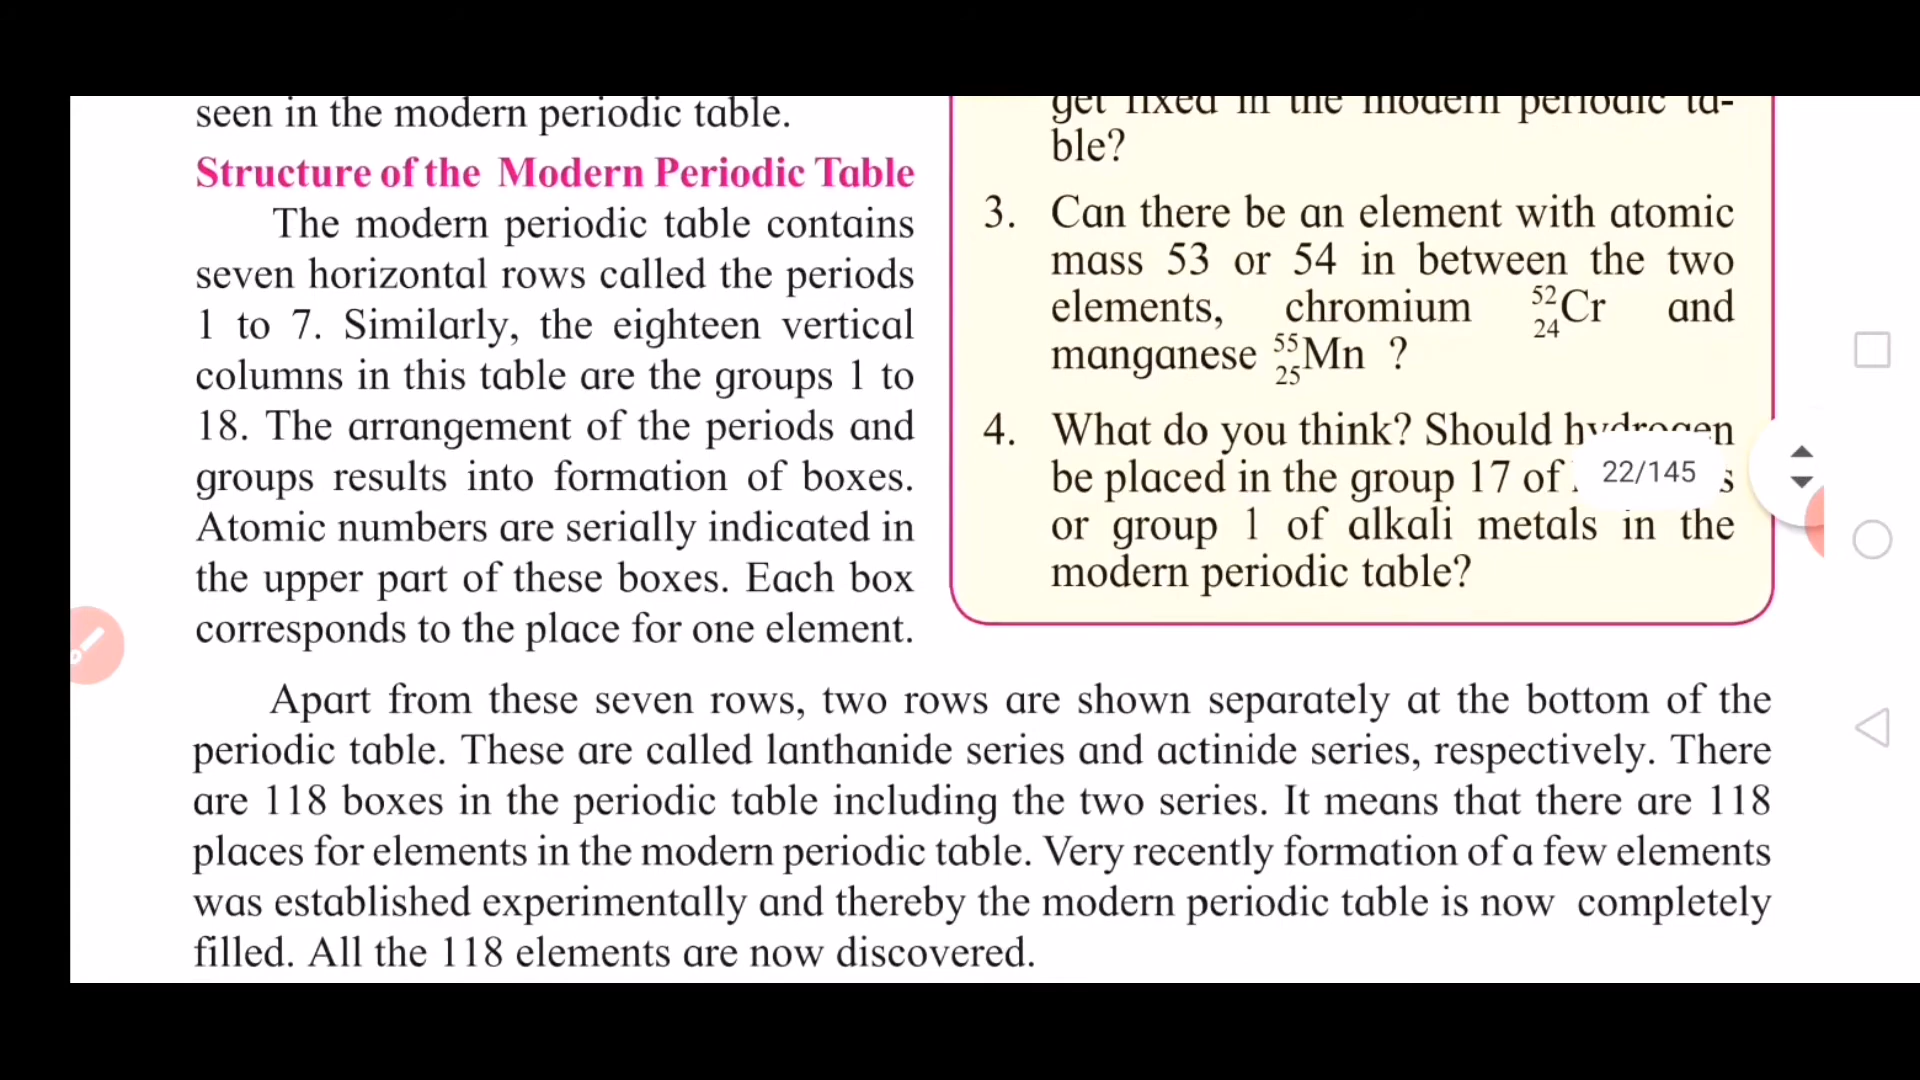 seen in the modern periodic table.
Structure of the Modern Periodic Table
The modern periodic table contains
seven horizontal rows called the periods
1 to 7. Similarly, the eighteen vertical
columns in this table are the groups 1 to
18. The arrangement of the periods and
groups results into formation of boxes.
Atomic numbers are serially indicated in
the upper part of these boxes. Each box
corresponds to the place for one element.
get fixed in the modern periodic ta-
ble?
3. Can there be an element with atomic
mass 53 or 54 in between the two
elements, chromium ⁵²₂₄Cr and
manganese ⁵⁵₂₅Mn ?
4. What do you think? Should hydrogen
be placed in the group 17 of
or group 1 of alkali metals in the
modern periodic table?
22/145
Apart from these seven rows, two rows are shown separately at the bottom of the
periodic table. These are called lanthanide series and actinide series, respectively. There
are 118 boxes in the periodic table including the two series. It means that there are 118
places for elements in the modern periodic table. Very recently formation of a few elements
was established experimentally and thereby the modern periodic table is now completely
filled. All the 118 elements are now discovered.